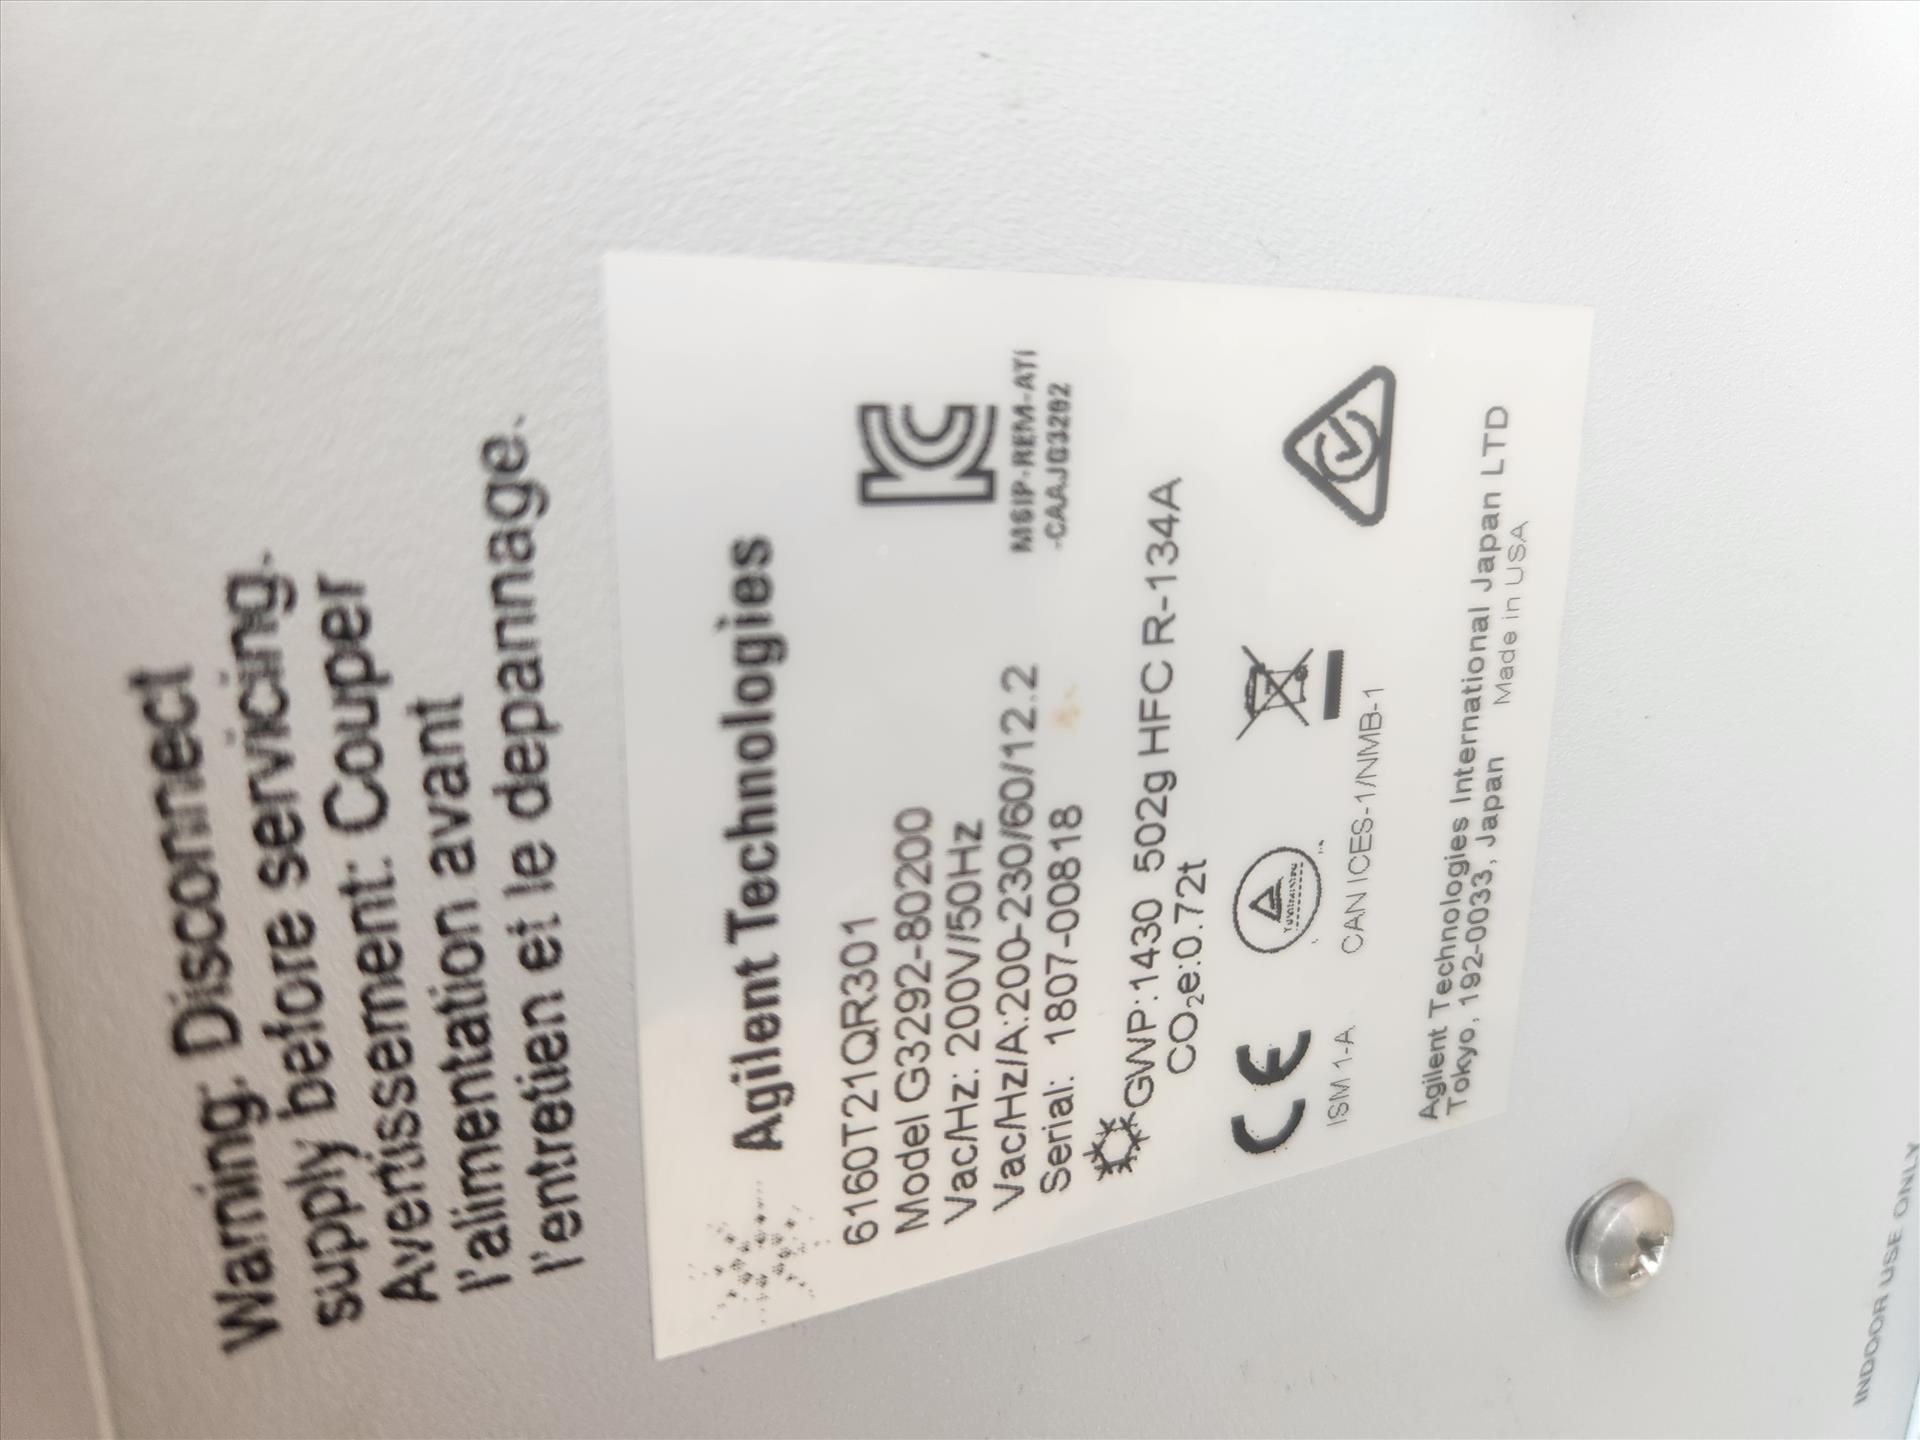 Warning: Disconnect
supply before servicing.
Avertissement: Couper
l'alimentation avant
l'entretien et le depannage.
Agilent Technologies
6160T21QR301
Model G3292-80200
Vac/Hz: 200V/50Hz
Vac/Hz/A:200-230/60/12.2
Serial: 1807-00818
KC
MSIP-REM-ATi
-CAAJG3292
GWP:1430 502g HFC R-134A
CO₂e:0.72t
CE
ISM 1-A CAN ICES-1/NMB-1
Agilent Technologies International Japan LTD
Tokyo, 192-0033, Japan Made in USA
INDOOR USE ONLY